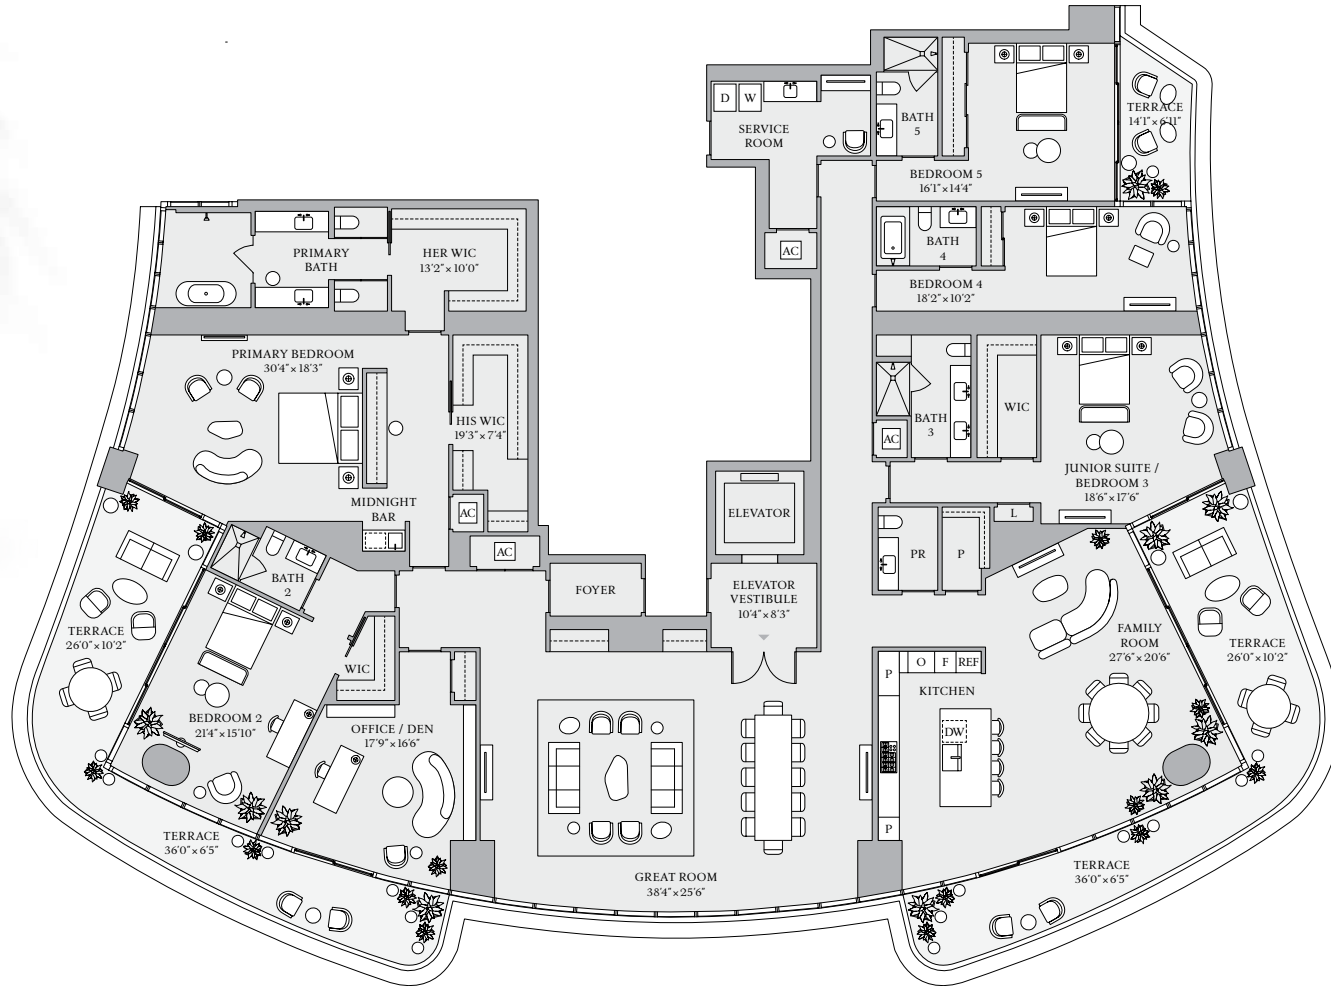 D
W
SERVICE
ROOM
BATH
5
TERRACE
14'1" × 6'11"
BEDROOM 5
16'1" × 14'4"
AC
BATH
4
BEDROOM 4
18'2" × 10'2"
PRIMARY
BATH
HER WIC
13'2" × 10'0"
PRIMARY BEDROOM
30'4" × 18'3"
HIS WIC
19'3" × 7'4"
MIDNIGHT
BAR
AC
AC
BATH
3
WIC
AC
JUNIOR SUITE /
BEDROOM 3
18'6" × 17'6"
L
ELEVATOR
PR
P
BATH
2
FOYER
ELEVATOR
VESTIBULE
10'4" × 8'3"
TERRACE
26'0" × 10'2"
WIC
BEDROOM 2
21'4" × 15'10"
OFFICE / DEN
17'9" × 16'6"
P
O
F
REF
KITCHEN
DW
P
FAMILY
ROOM
27'6" × 20'6"
TERRACE
26'0" × 10'2"
TERRACE
36'0" × 6'5"
GREAT ROOM
38'4" × 25'6"
TERRACE
36'0" × 6'5"